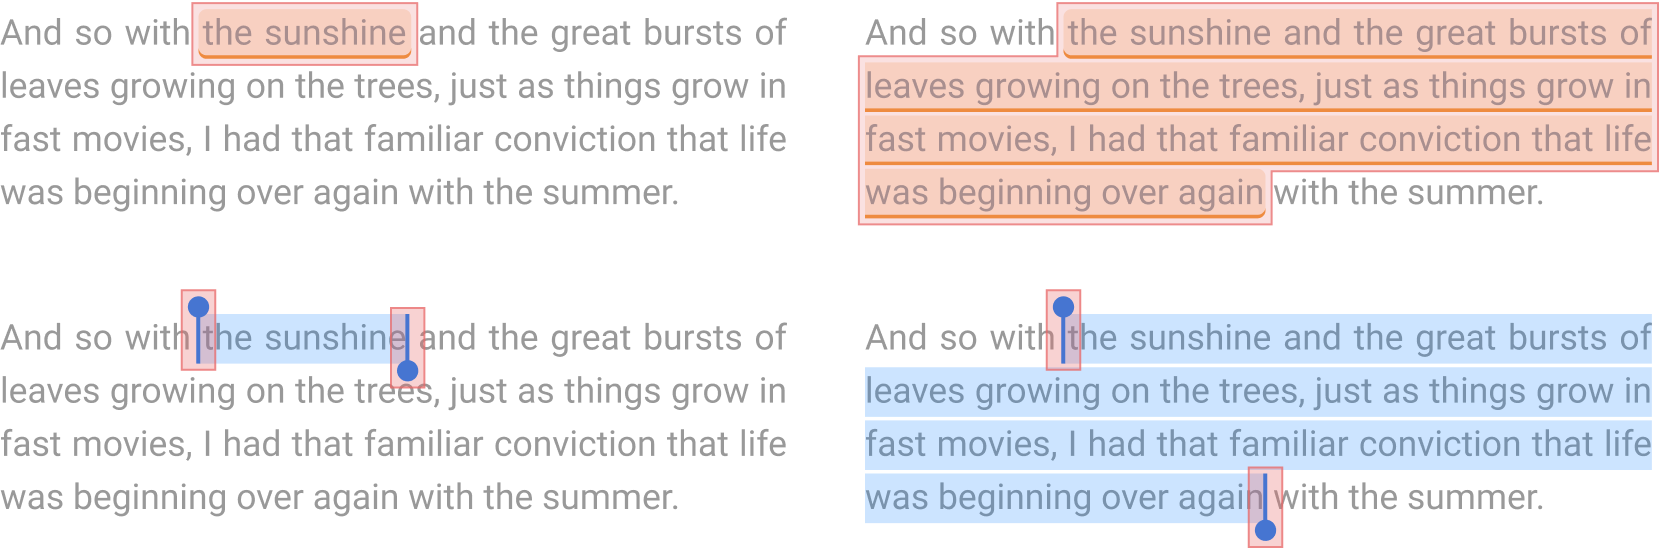 And so with the sunshine and the great bursts of
leaves growing on the trees, just as things grow in
fast movies, I had that familiar conviction that life
was beginning over again with the summer.
And so with the sunshine and the great bursts of
leaves growing on the trees, just as things grow in
fast movies, I had that familiar conviction that life
was beginning over again with the summer.
And so with the sunshine and the great bursts of
leaves growing on the trees, just as things grow in
fast movies, I had that familiar conviction that life
was beginning over again with the summer.
And so with the sunshine and the great bursts of
leaves growing on the trees, just as things grow in
fast movies, I had that familiar conviction that life
was beginning over again with the summer.